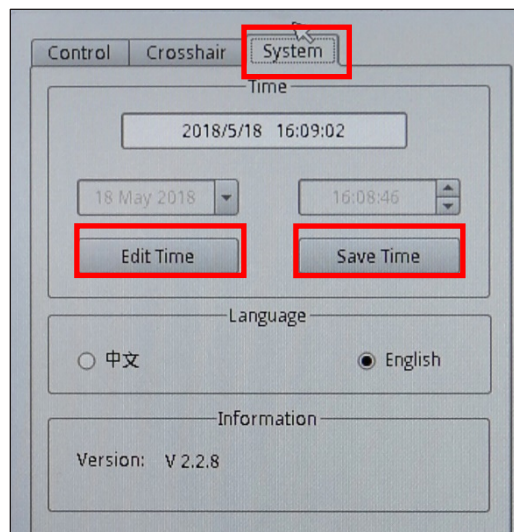 Control Crosshair System
Time
2018/5/18 16:09:02
18 May 2018 16:08:46
Edit Time Save Time
Language
中文 English
Information
Version: V 2.2.8